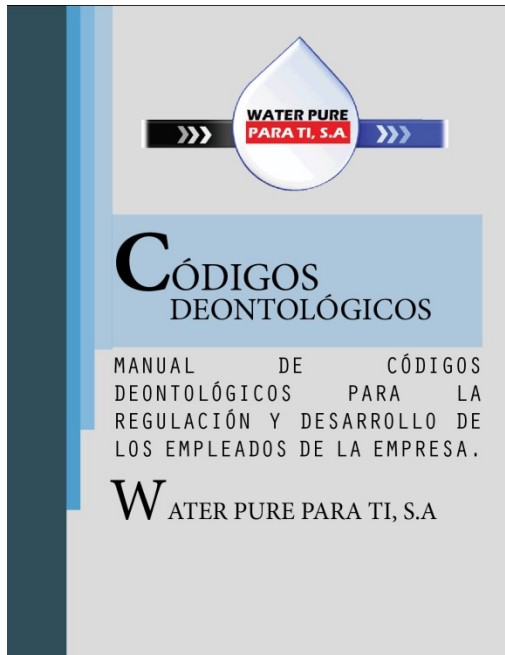 WATER PURE
PARA TI, S.A
CÓDIGOS
DEONTOLÓGICOS
MANUAL DE CÓDIGOS
DEONTOLÓGICOS PARA LA
REGULACIÓN Y DESARROLLO DE
LOS EMPLEADOS DE LA EMPRESA.
WATER PURE PARA TI, S.A